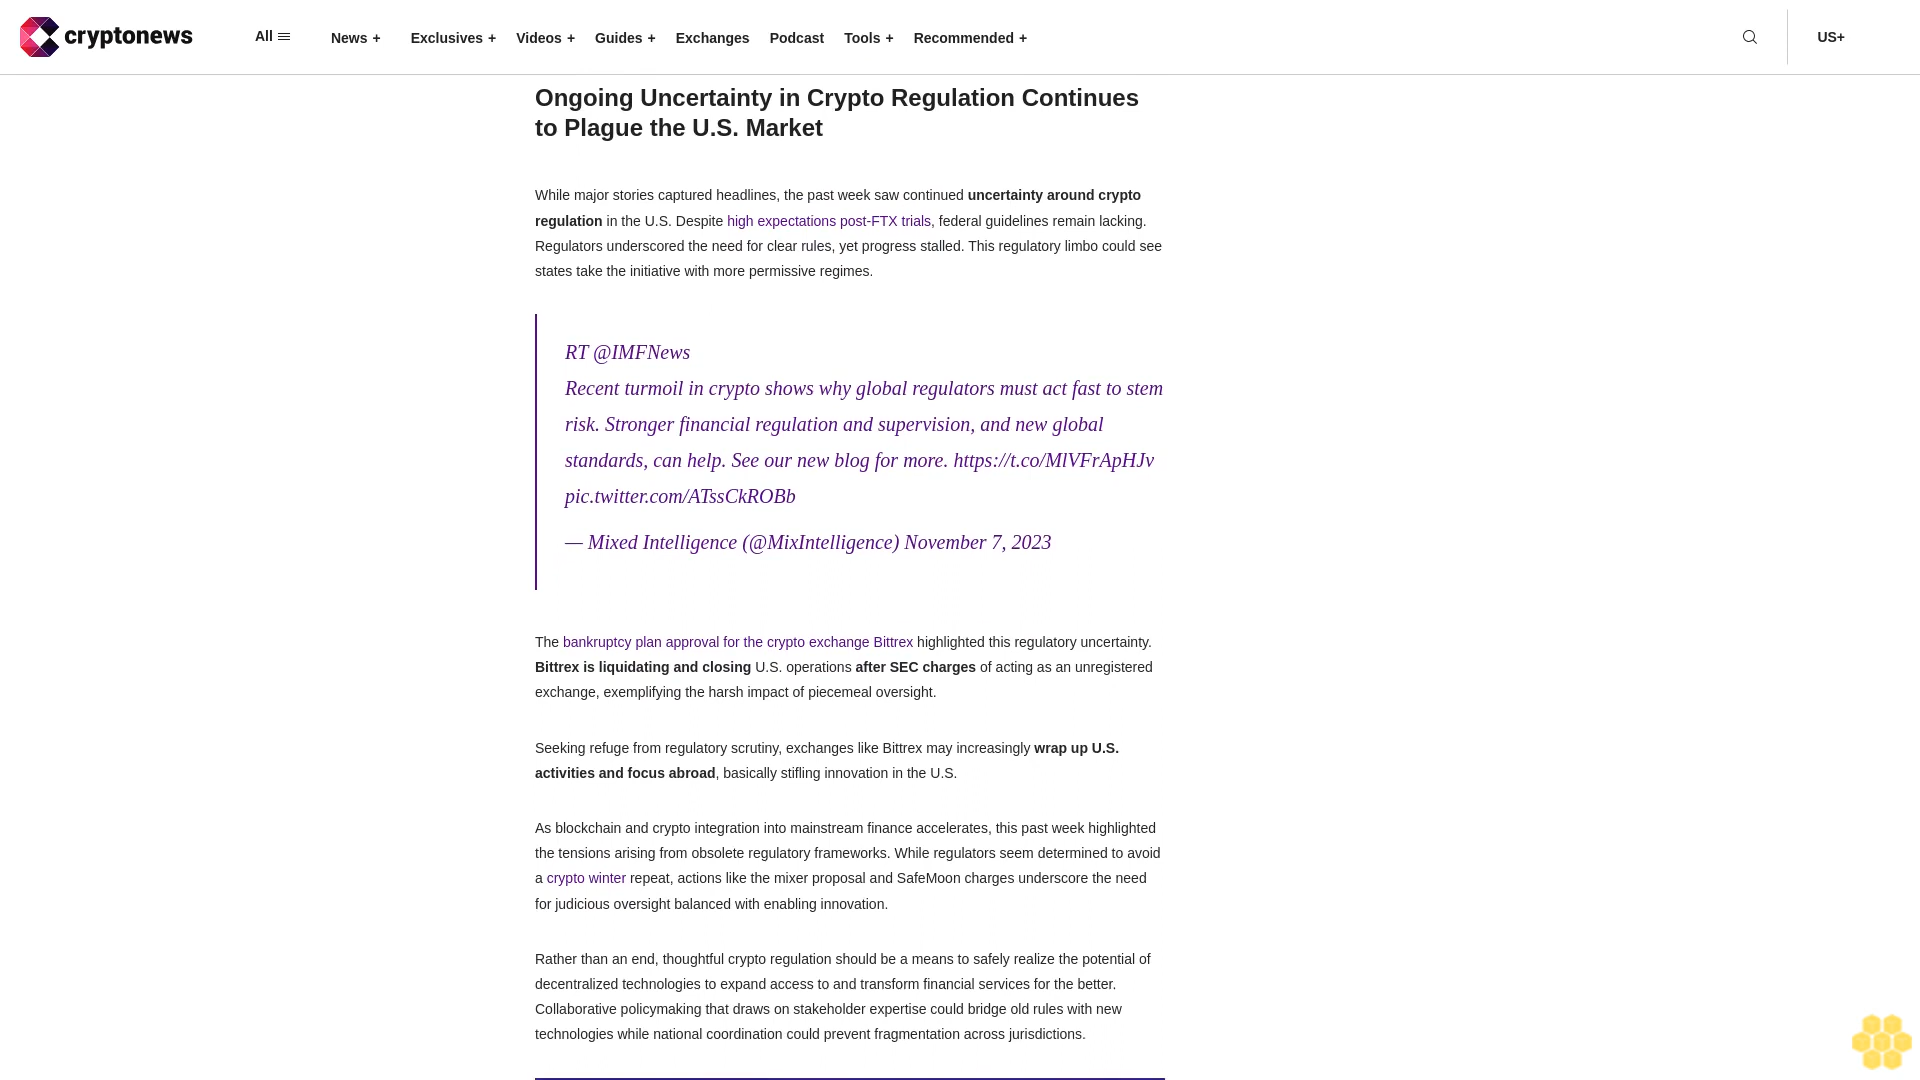 cryptonews
All
News +
Exclusives +
Videos +
Guides +
Exchanges
Podcast
Tools +
Recommended +
US+
Ongoing Uncertainty in Crypto Regulation Continues
to Plague the U.S. Market
While major stories captured headlines, the past week saw continued uncertainty around crypto
regulation in the U.S. Despite high expectations post-FTX trials, federal guidelines remain lacking.
Regulators underscored the need for clear rules, yet progress stalled. This regulatory limbo could see
states take the initiative with more permissive regimes.
RT @IMFNews
Recent turmoil in crypto shows why global regulators must act fast to stem
risk. Stronger financial regulation and supervision, and new global
standards, can help. See our new blog for more. https://t.co/MlVFrApHJv
pic.twitter.com/ATssCkROBb
— Mixed Intelligence (@MixIntelligence) November 7, 2023
The bankruptcy plan approval for the crypto exchange Bittrex highlighted this regulatory uncertainty.
Bittrex is liquidating and closing U.S. operations after SEC charges of acting as an unregistered
exchange, exemplifying the harsh impact of piecemeal oversight.
Seeking refuge from regulatory scrutiny, exchanges like Bittrex may increasingly wrap up U.S.
activities and focus abroad, basically stifling innovation in the U.S.
As blockchain and crypto integration into mainstream finance accelerates, this past week highlighted
the tensions arising from obsolete regulatory frameworks. While regulators seem determined to avoid
a crypto winter repeat, actions like the mixer proposal and SafeMoon charges underscore the need
for judicious oversight balanced with enabling innovation.
Rather than an end, thoughtful crypto regulation should be a means to safely realize the potential of
decentralized technologies to expand access to and transform financial services for the better.
Collaborative policymaking that draws on stakeholder expertise could bridge old rules with new
technologies while national coordination could prevent fragmentation across jurisdictions.